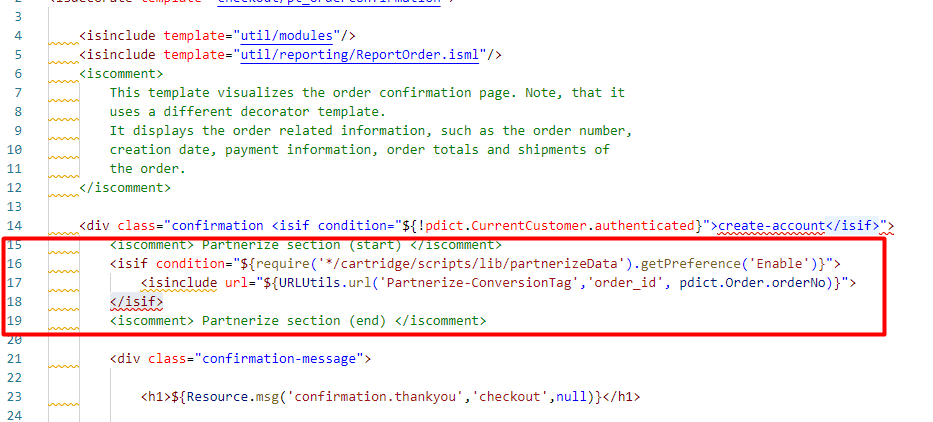 2 <isdecorate template="checkout/pt_orderconfirmation">
3
4 <isinclude template="util/modules"/>
5 <isinclude template="util/reporting/ReportOrder.isml"/>
6 <iscomment>
7 This template visualizes the order confirmation page. Note, that it
8 uses a different decorator template.
9 It displays the order related information, such as the order number,
10 creation date, payment information, order totals and shipments of
11 the order.
12 </iscomment>
13
14 <div class="confirmation <isif condition="${!pdict.CurrentCustomer.authenticated}">create-account</isif>">
15 <iscomment> Partnerize section (start) </iscomment>
16 <isif condition="${require('*/cartridge/scripts/lib/partnerizeData').getPreference('Enable')}">
17 <isinclude url="${URLUtils.url('Partnerize-ConversionTag','order_id', pdict.Order.orderNo)}">
18 </isif>
19 <iscomment> Partnerize section (end) </iscomment>
20
21 <div class="confirmation-message">
22
23 <h1>${Resource.msg('confirmation.thankyou','checkout',null)}</h1>
24